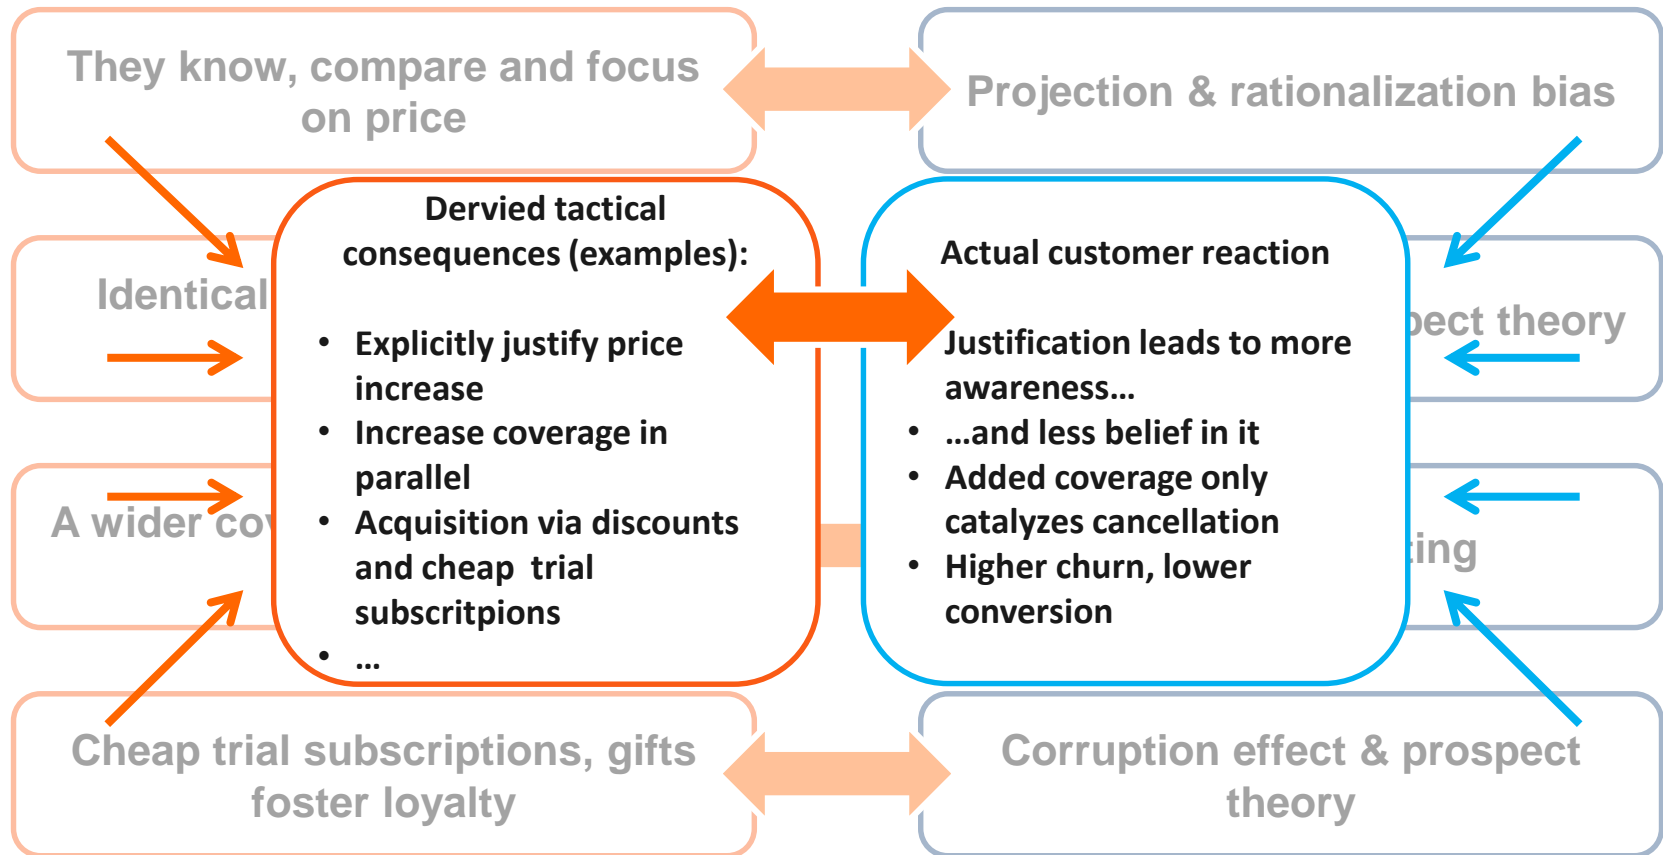 They know, compare and focus
on price
Projection & rationalization bias
Dervied tactical
consequences (examples):
• Explicitly justify price
increase
• Increase coverage in
parallel
• Acquisition via discounts
and cheap trial
subscritpions
• …
Actual customer reaction
Justification leads to more
awareness…
• …and less belief in it
• Added coverage only
catalyzes cancellation
• Higher churn, lower
conversion
Identical
theory
A wider
Cheap trial subscriptions, gifts
foster loyalty
Corruption effect & prospect
theory